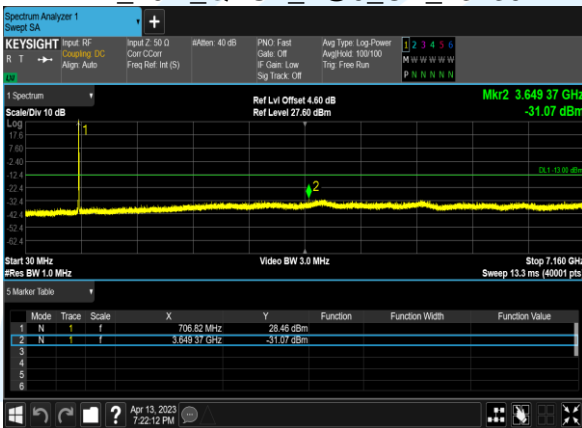 Spectrum Analyzer 1
Swept SA
KEYSIGHT Input: RF Input Z: 50 Ω #Atten: 40 dB PNO: Fast Avg Type: Log-Power 1 2 3 4 5 6
R T Coupling: DC Corr CCorr Gate: Off Avg|Hold: 100/100 M W W W W W
Align: Auto Freq Ref: Int (S) IF Gain: Low Trig: Free Run
Sig Track: Off P N N N N N
LW
1 Spectrum Ref Lvl Offset 4.60 dB Mkr2 3.649 37 GHz
Scale/Div 10 dB Ref Level 27.60 dBm -31.07 dBm
Log
17.6
1
7.60
-2.40
DL1 -13.00 dBm
-12.4
-22.4
2
-32.4
-42.4
-52.4
-62.4
Start 30 MHz Video BW 3.0 MHz Stop 7.160 GHz
#Res BW 1.0 MHz Sweep 13.3 ms (40001 pts
5 Marker Table
Mode Trace Scale X Y Function Function Width Function Value
1 N 1 f 706.82 MHz 28.46 dBm
2 N 1 f 3.649 37 GHz -31.07 dBm
3
4
5
6
? Apr 13, 2023
7:22:12 PM